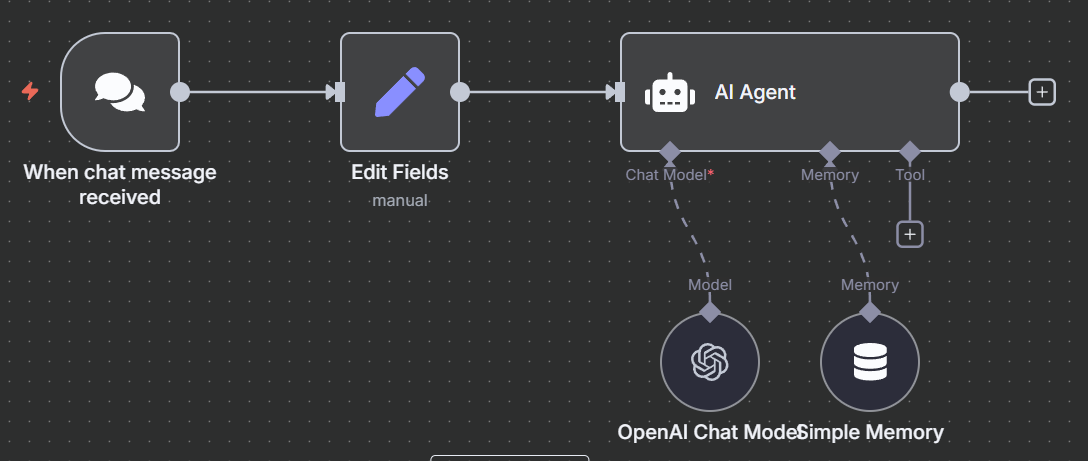 AI Agent
When chat message
received
Edit Fields
manual
Chat Model*
Memory
Tool
Model
Memory
OpenAI Chat Model
Simple Memory